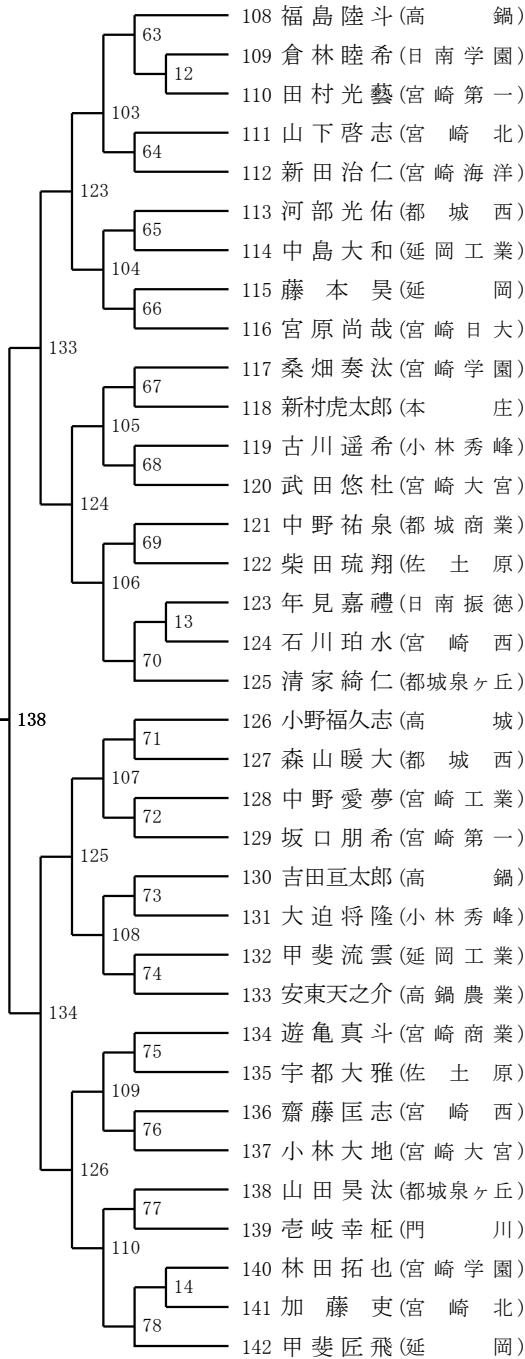 108 福島陸斗(高鍋)
63
109 倉林睦希(日南学園)
12
110 田村光藝(宮崎第一)
103
111 山下啓志(宮崎北)
64
112 新田治仁(宮崎海洋)
123
113 河部光佑(都城西)
65
114 中島大和(延岡工業)
104
115 藤本昊(延岡)
66
116 宮原尚哉(宮崎日大)
133
117 桑畑奏汰(宮崎学園)
67
118 新村虎太郎(本庄)
105
119 古川遥希(小林秀峰)
68
120 武田悠杜(宮崎大宮)
124
121 中野祐泉(都城商業)
69
122 柴田琉翔(佐土原)
106
123 年見嘉禮(日南振徳)
13
124 石川珀水(宮崎西)
70
125 清家綺仁(都城泉ヶ丘)
138
126 小野福久志(高城)
71
127 森山暖大(都城西)
107
128 中野愛夢(宮崎工業)
72
129 坂口朋希(宮崎第一)
125
130 吉田亘太郎(高鍋)
73
131 大迫将隆(小林秀峰)
108
132 甲斐流雲(延岡工業)
74
133 安東天之介(高鍋農業)
134
134 遊亀真斗(宮崎商業)
75
135 宇都大雅(佐土原)
109
136 齋藤匡志(宮崎西)
76
137 小林大地(宮崎大宮)
126
138 山田昊汰(都城泉ヶ丘)
77
139 壱岐幸柾(門川)
110
140 林田拓也(宮崎学園)
14
141 加藤吏(宮崎北)
78
142 甲斐匠飛(延岡)